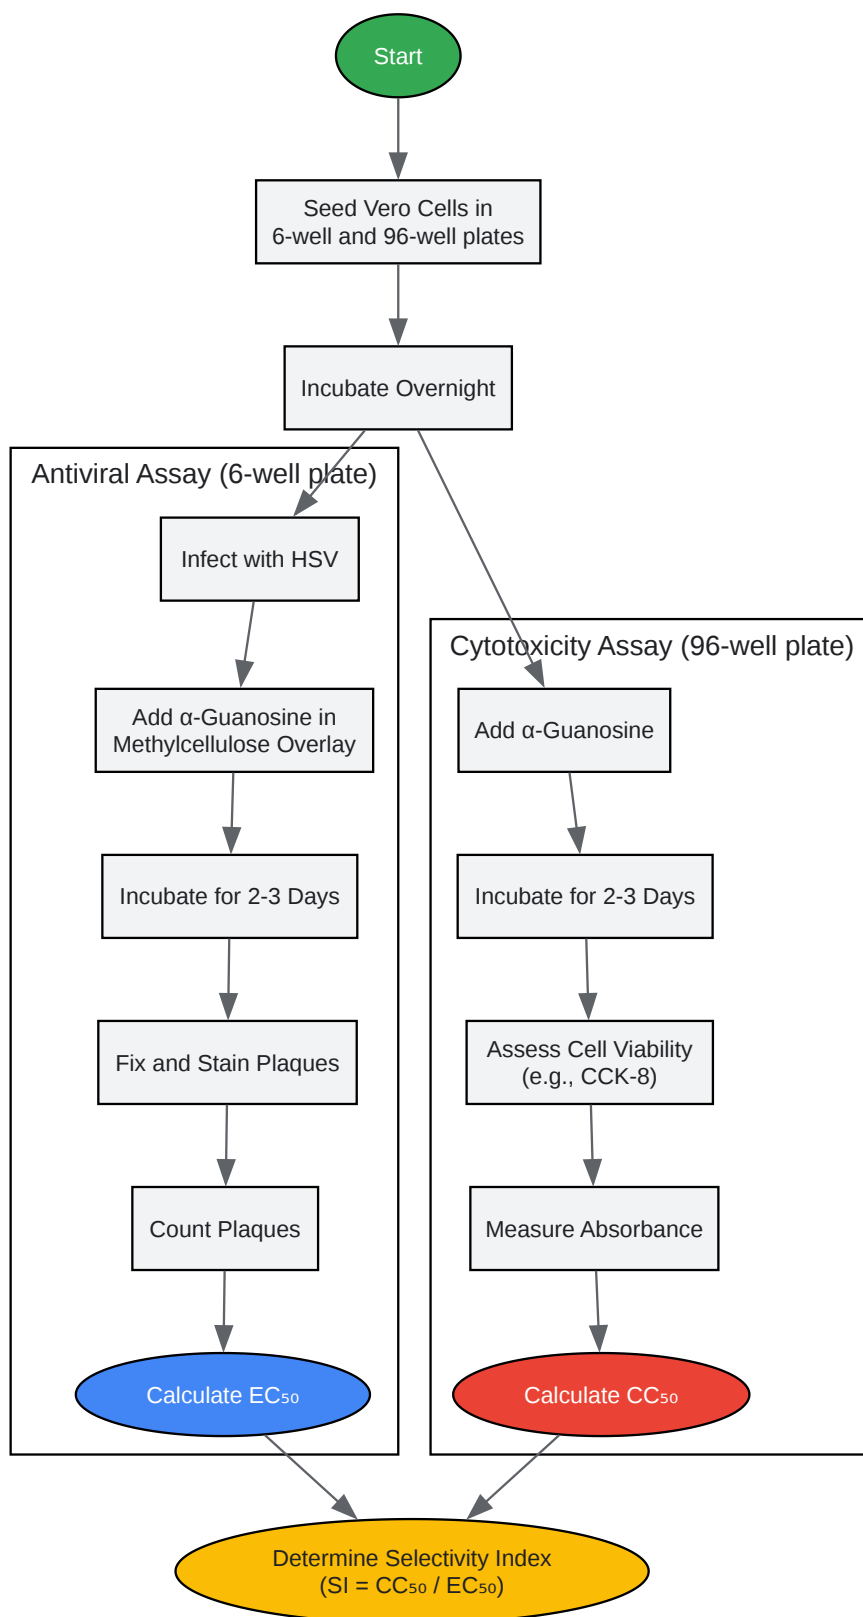 Start
Seed Vero Cells in
6-well and 96-well plates
Incubate Overnight
Antiviral Assay (6-well plate)
Infect with HSV
Add α-Guanosine in
Methylcellulose Overlay
Incubate for 2-3 Days
Fix and Stain Plaques
Count Plaques
Calculate EC₅₀
Cytotoxicity Assay (96-well plate)
Add α-Guanosine
Incubate for 2-3 Days
Assess Cell Viability
(e.g., CCK-8)
Measure Absorbance
Calculate CC₅₀
Determine Selectivity Index
(SI = CC₅₀ / EC₅₀)